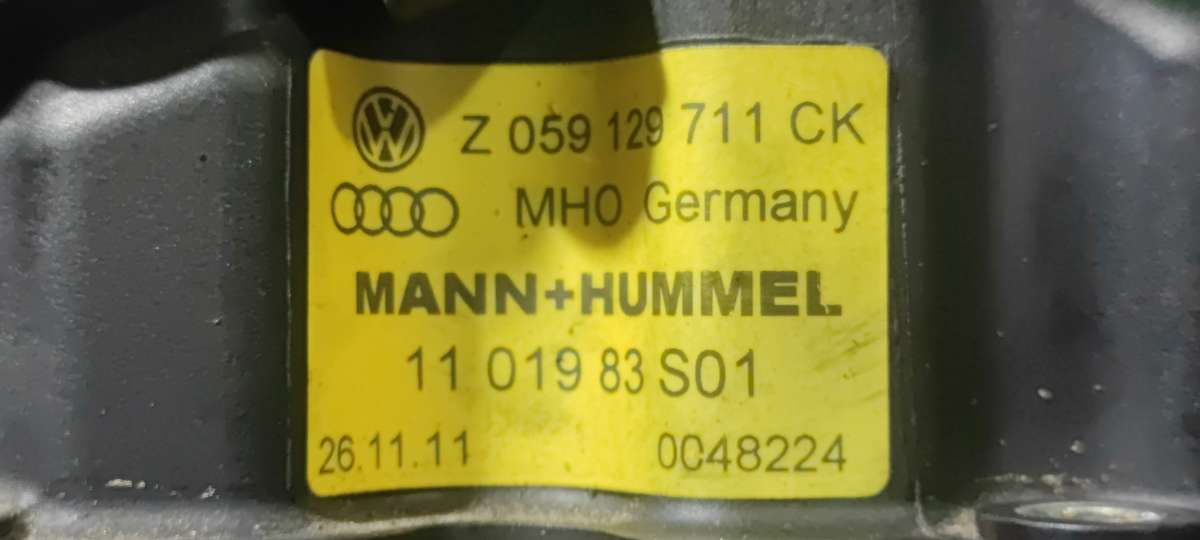 Z 059 129 711 CK
MHO Germany
MANN+HUMMEL
11 019 83 S01
26.11.11 0048224